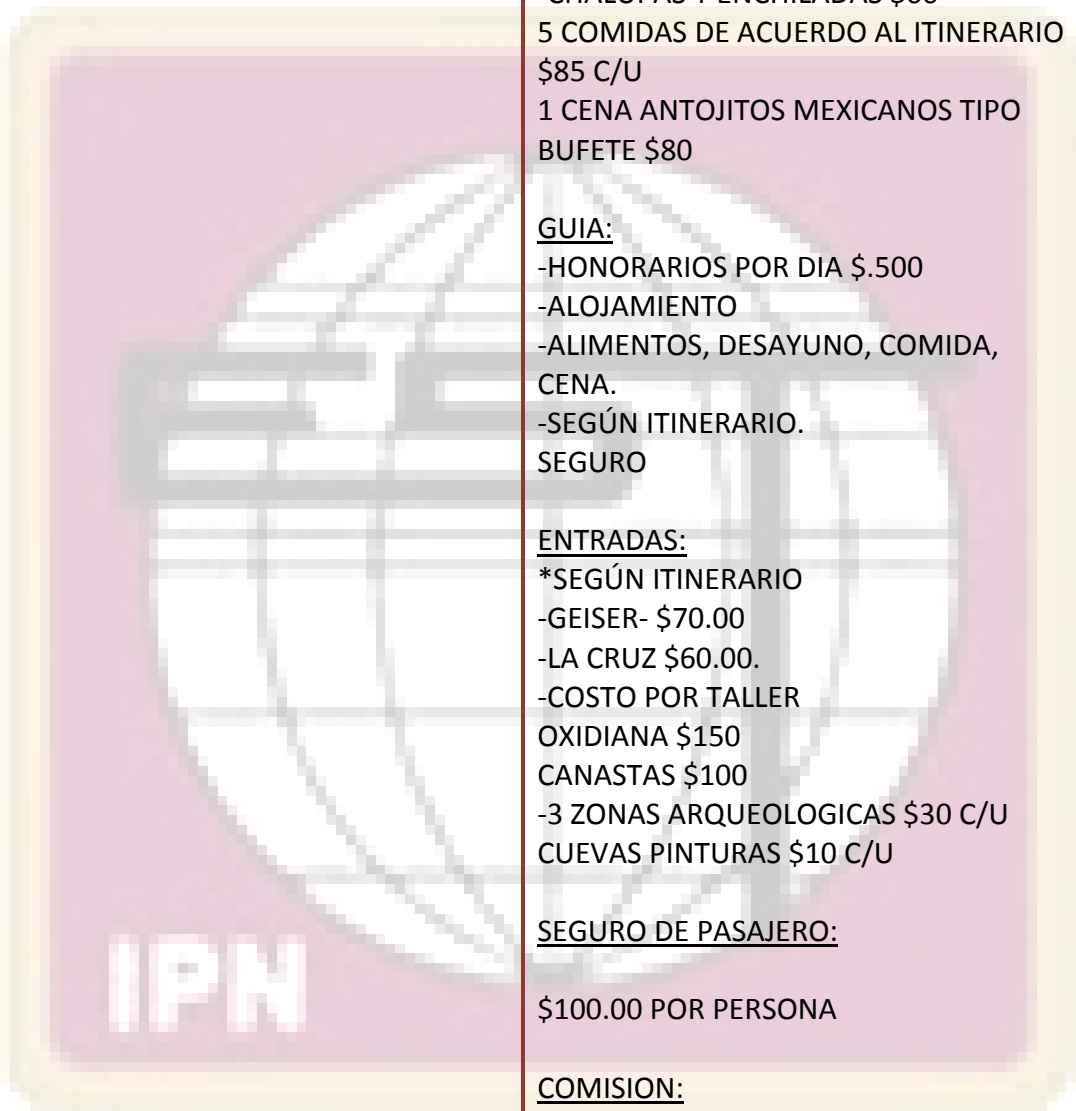 -CHALUPAS Y ENCHILADAS $60
5 COMIDAS DE ACUERDO AL ITINERARIO
$85 C/U
1 CENA ANTOJITOS MEXICANOS TIPO
BUFETE $80
GUIA:
-HONORARIOS POR DIA $.500
-ALOJAMIENTO
-ALIMENTOS, DESAYUNO, COMIDA,
CENA.
-SEGÚN ITINERARIO.
SEGURO
ENTRADAS:
*SEGÚN ITINERARIO
-GEISER- $70.00
-LA CRUZ $60.00.
-COSTO POR TALLER
OXIDIANA $150
CANASTAS $100
-3 ZONAS ARQUEOLOGICAS $30 C/U
CUEVAS PINTURAS $10 C/U
SEGURO DE PASAJERO:
$100.00 POR PERSONA
COMISION:
IPN